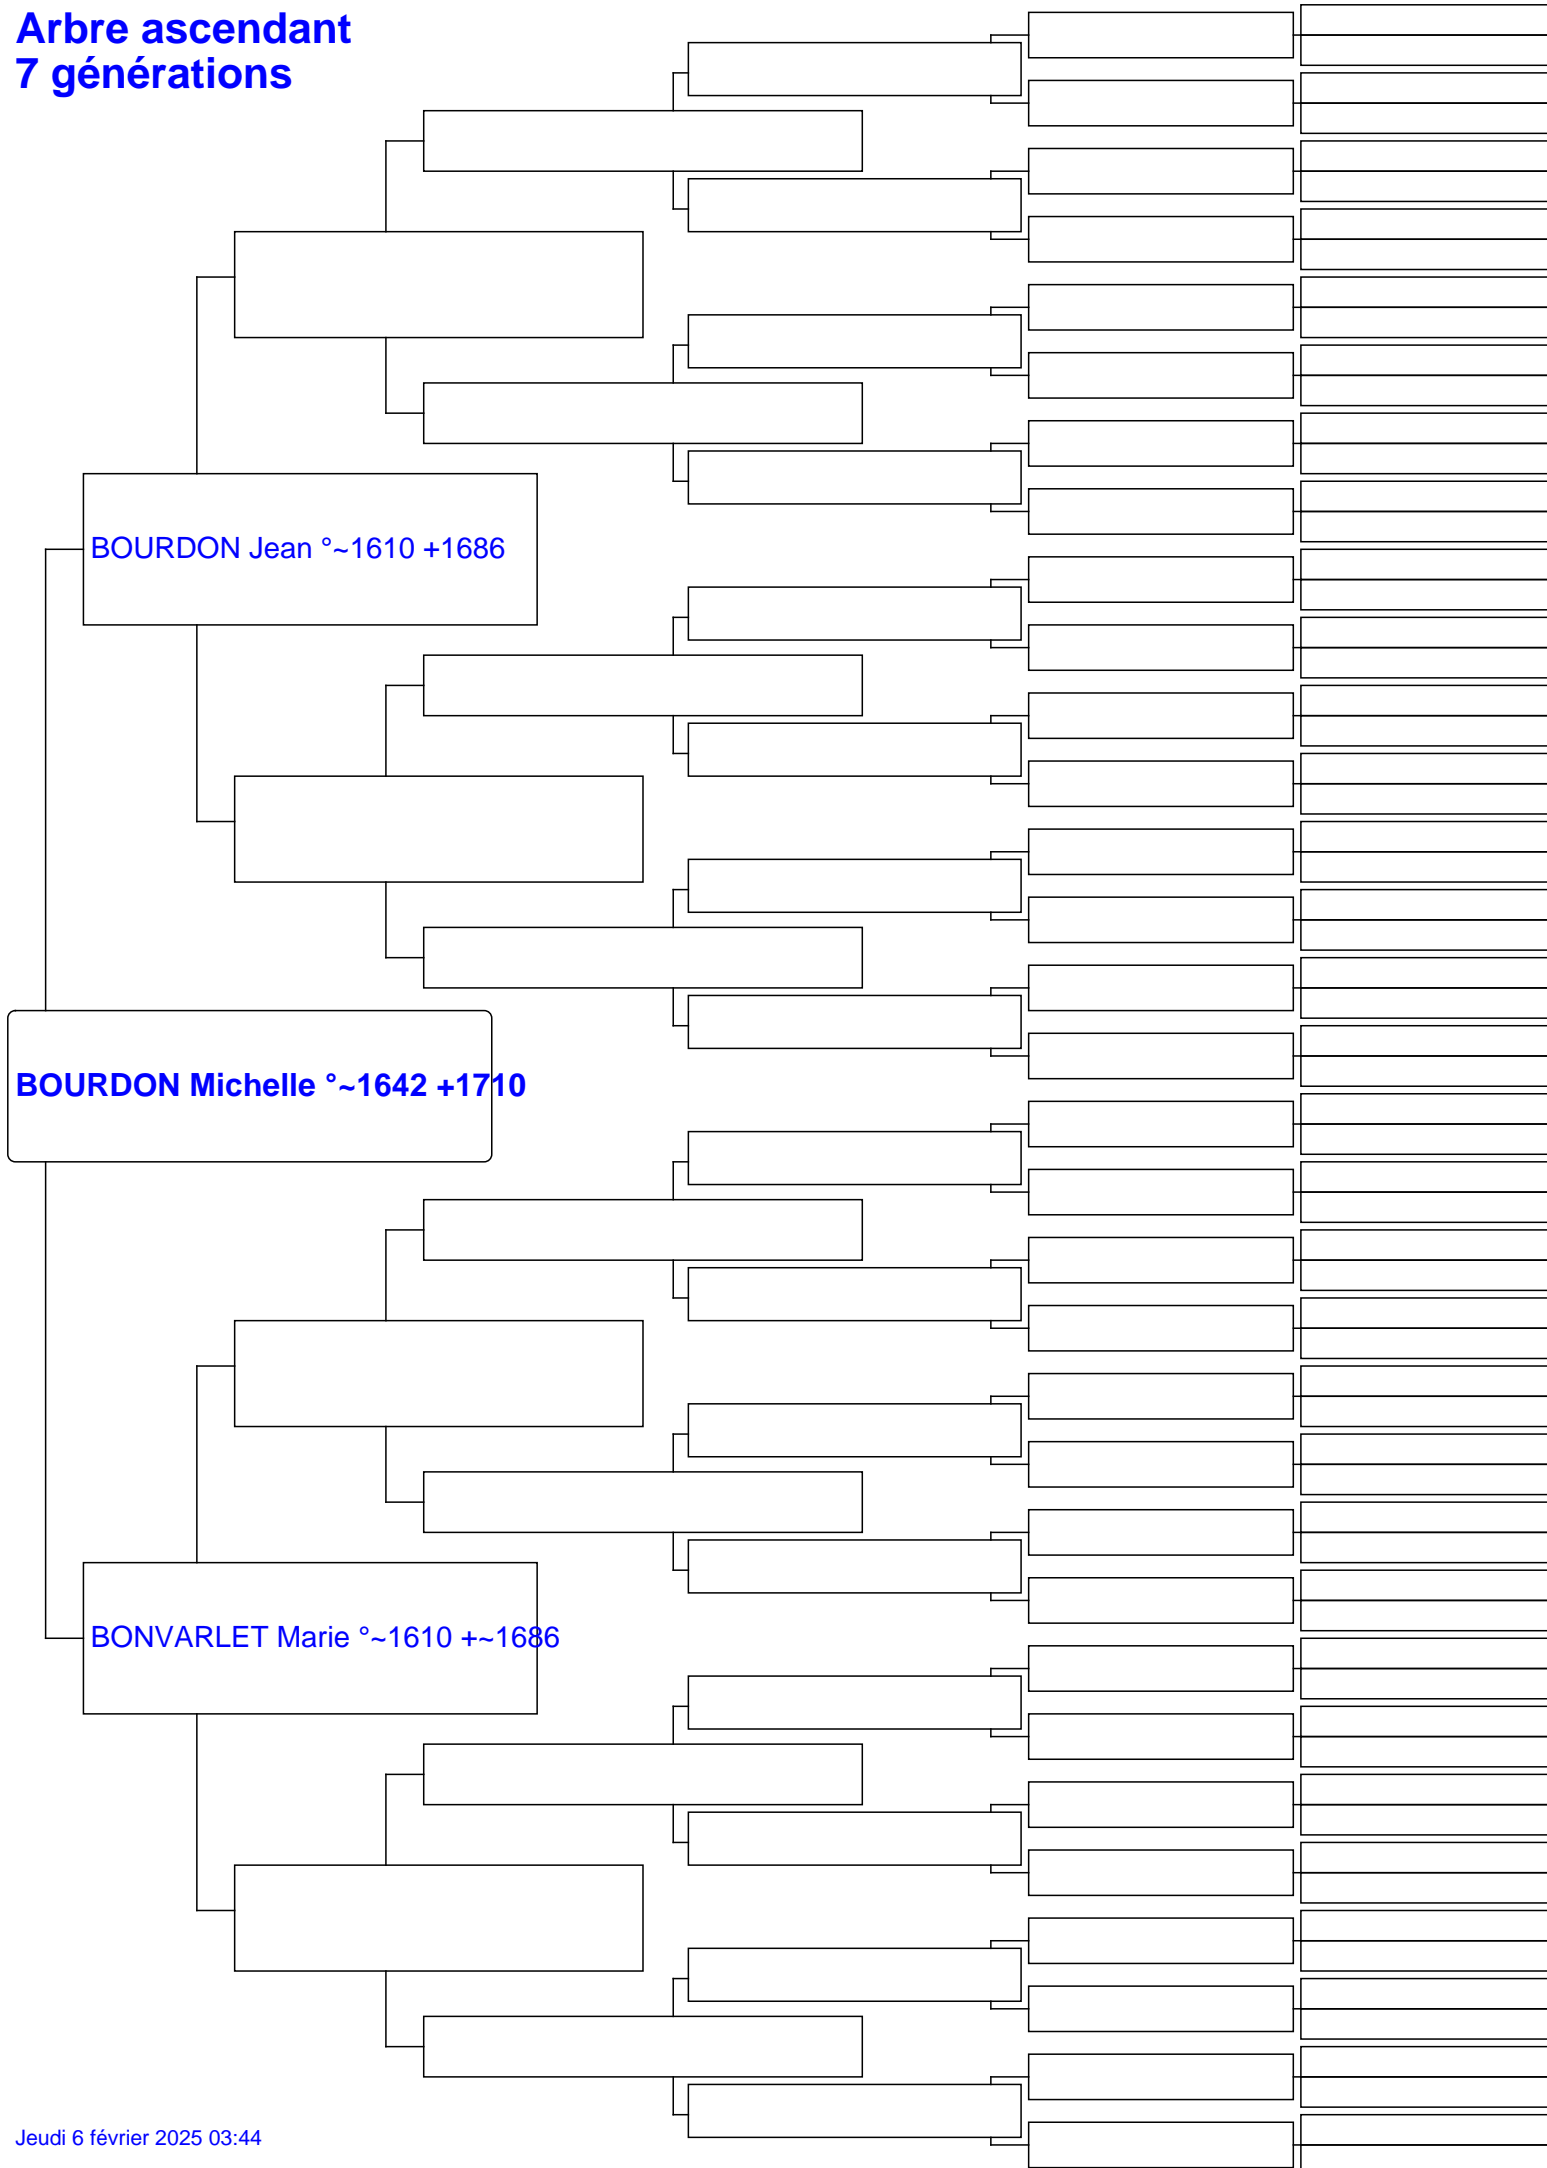 Arbre ascendant
7 générations
BOURDON Jean °~1610 +1686
BOURDON Michelle °~1642 +1710
BONVARLET Marie °~1610 +~1686
Jeudi 6 février 2025 03:44